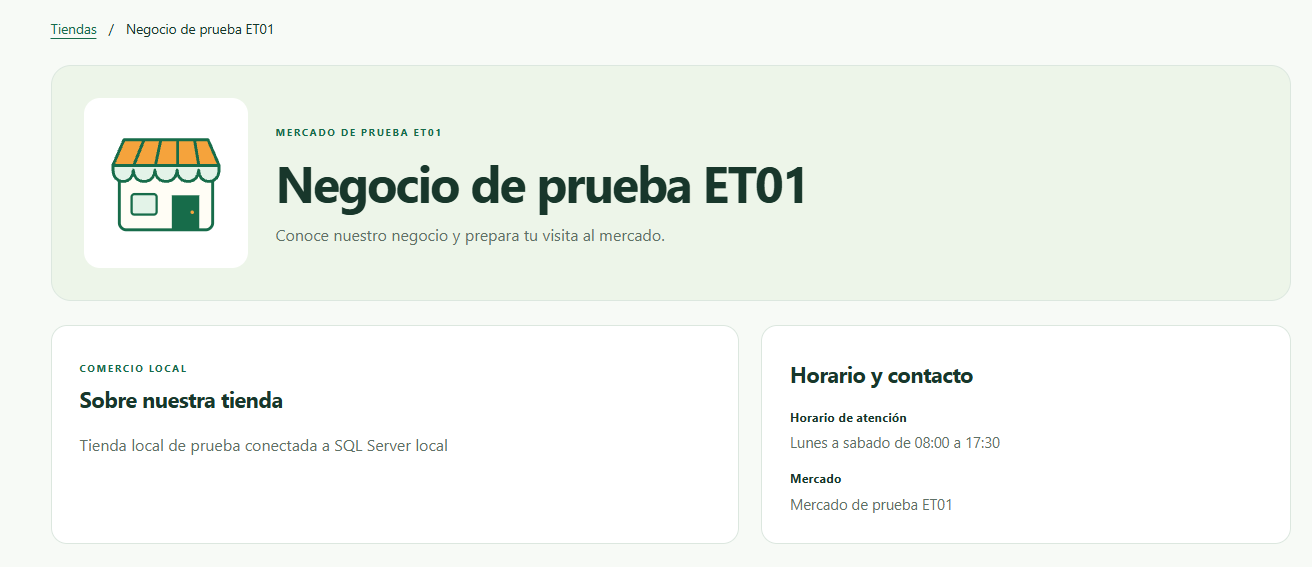 Tiendas / Negocio de prueba ET01
MERCADO DE PRUEBA ET01
Negocio de prueba ET01
Conoce nuestro negocio y prepara tu visita al mercado.
COMERCIO LOCAL
Sobre nuestra tienda
Tienda local de prueba conectada a SQL Server local
Horario y contacto
Horario de atención
Lunes a sabado de 08:00 a 17:30
Mercado
Mercado de prueba ET01